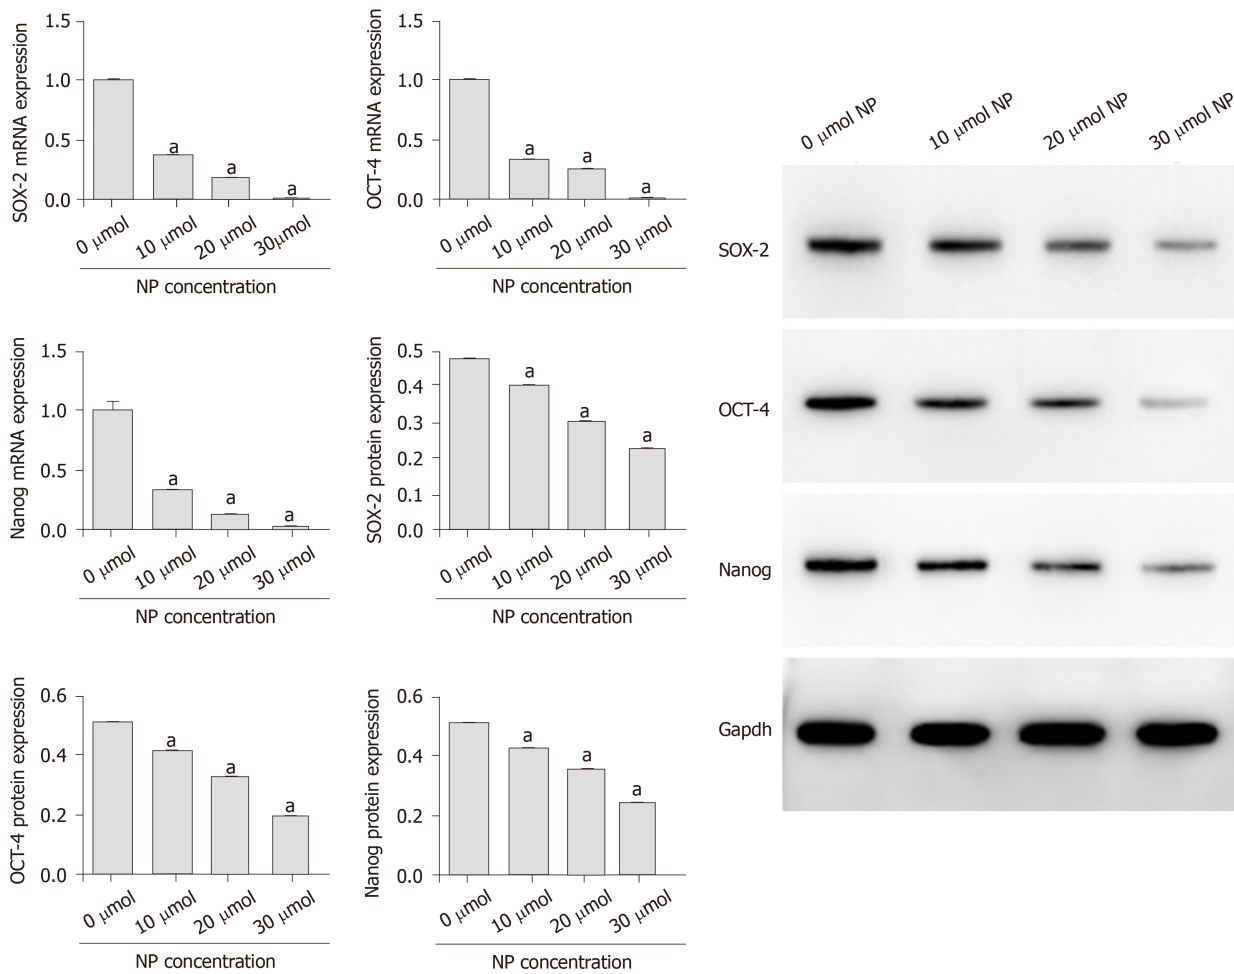 SOX-2 mRNA expression
1.5
1.0
0.5
0.0
a
a
a
0 μmol
10 μmol
20 μmol
30μmol
NP concentration
OCT-4 mRNA expression
1.5
1.0
0.5
0.0
a
a
a
0 μmol
10 μmol
20 μmol
30 μmol
NP concentration
Nanog mRNA expression
1.5
1.0
0.5
0.0
a
a
a
0 μmol
10 μmol
20 μmol
30 μmol
NP concentration
SOX-2 protein expression
0.5
0.4
0.3
0.2
0.1
0.0
a
a
a
0 μmol
10 μmol
20 μmol
30 μmol
NP concentration
OCT-4 protein expression
0.6
0.4
0.2
0.0
a
a
a
0 μmol
10 μmol
20 μmol
30 μmol
NP concentration
Nanog protein expression
0.6
0.4
0.2
0.0
a
a
a
0 μmol
10 μmol
20 μmol
30 μmol
NP concentration
0 μmol NP
10 μmol NP
20 μmol NP
30 μmol NP
SOX-2
OCT-4
Nanog
Gapdh